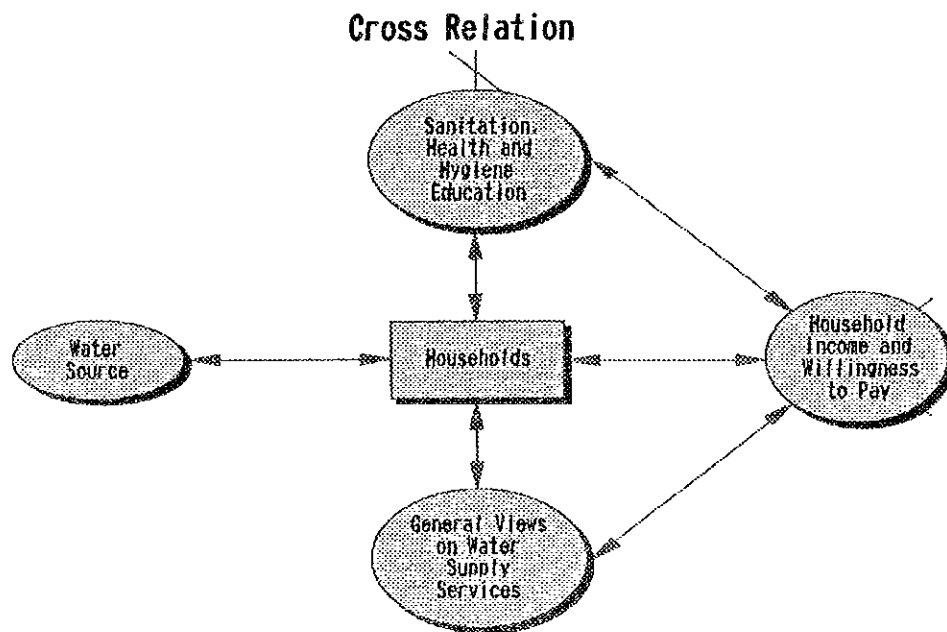 Cross Relation
Sanitation,
Health and
Hygiene
Education
Water
Source
Households
Household
Income and
Willingness
to Pay
General Views
on Water
Supply
Services